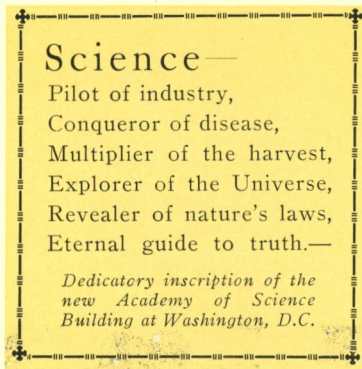 Science—
Pilot of industry,
Conqueror of disease,
Multiplier of the harvest,
Explorer of the Universe,
Revealer of nature's laws,
Eternal guide to truth.—
Dedicatory inscription of the
new Academy of Science
Building at Washington, D.C.